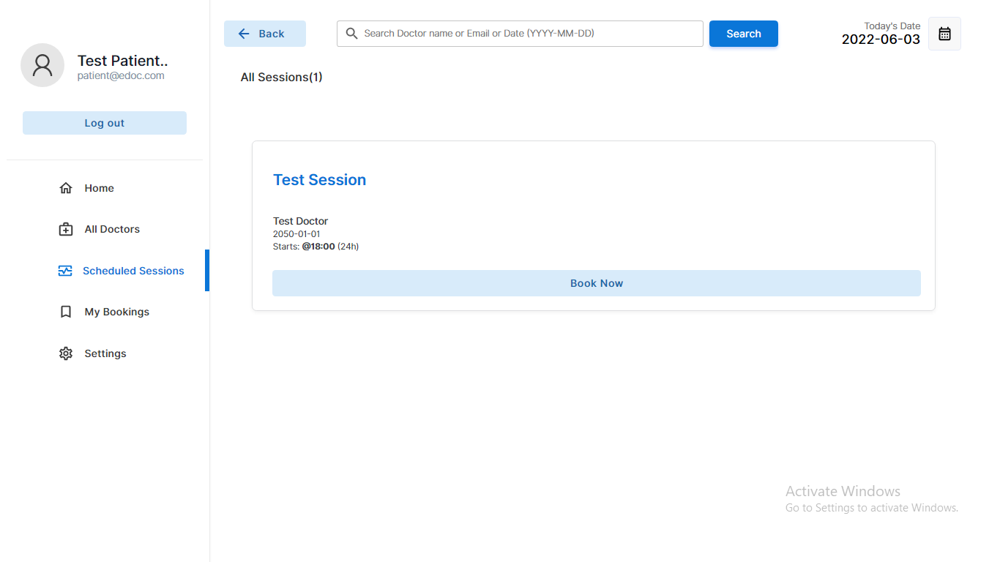 Test Patient..
patient@edoc.com
Log out
Home
All Doctors
Scheduled Sessions
My Bookings
Settings
Back
Search Doctor name or Email or Date (YYYY-MM-DD)
Search
Today's Date
2022-06-03
All Sessions(1)
Test Session
Test Doctor
2050-01-01
Starts: @18:00 (24h)
Book Now
Activate Windows
Go to Settings to activate Windows.